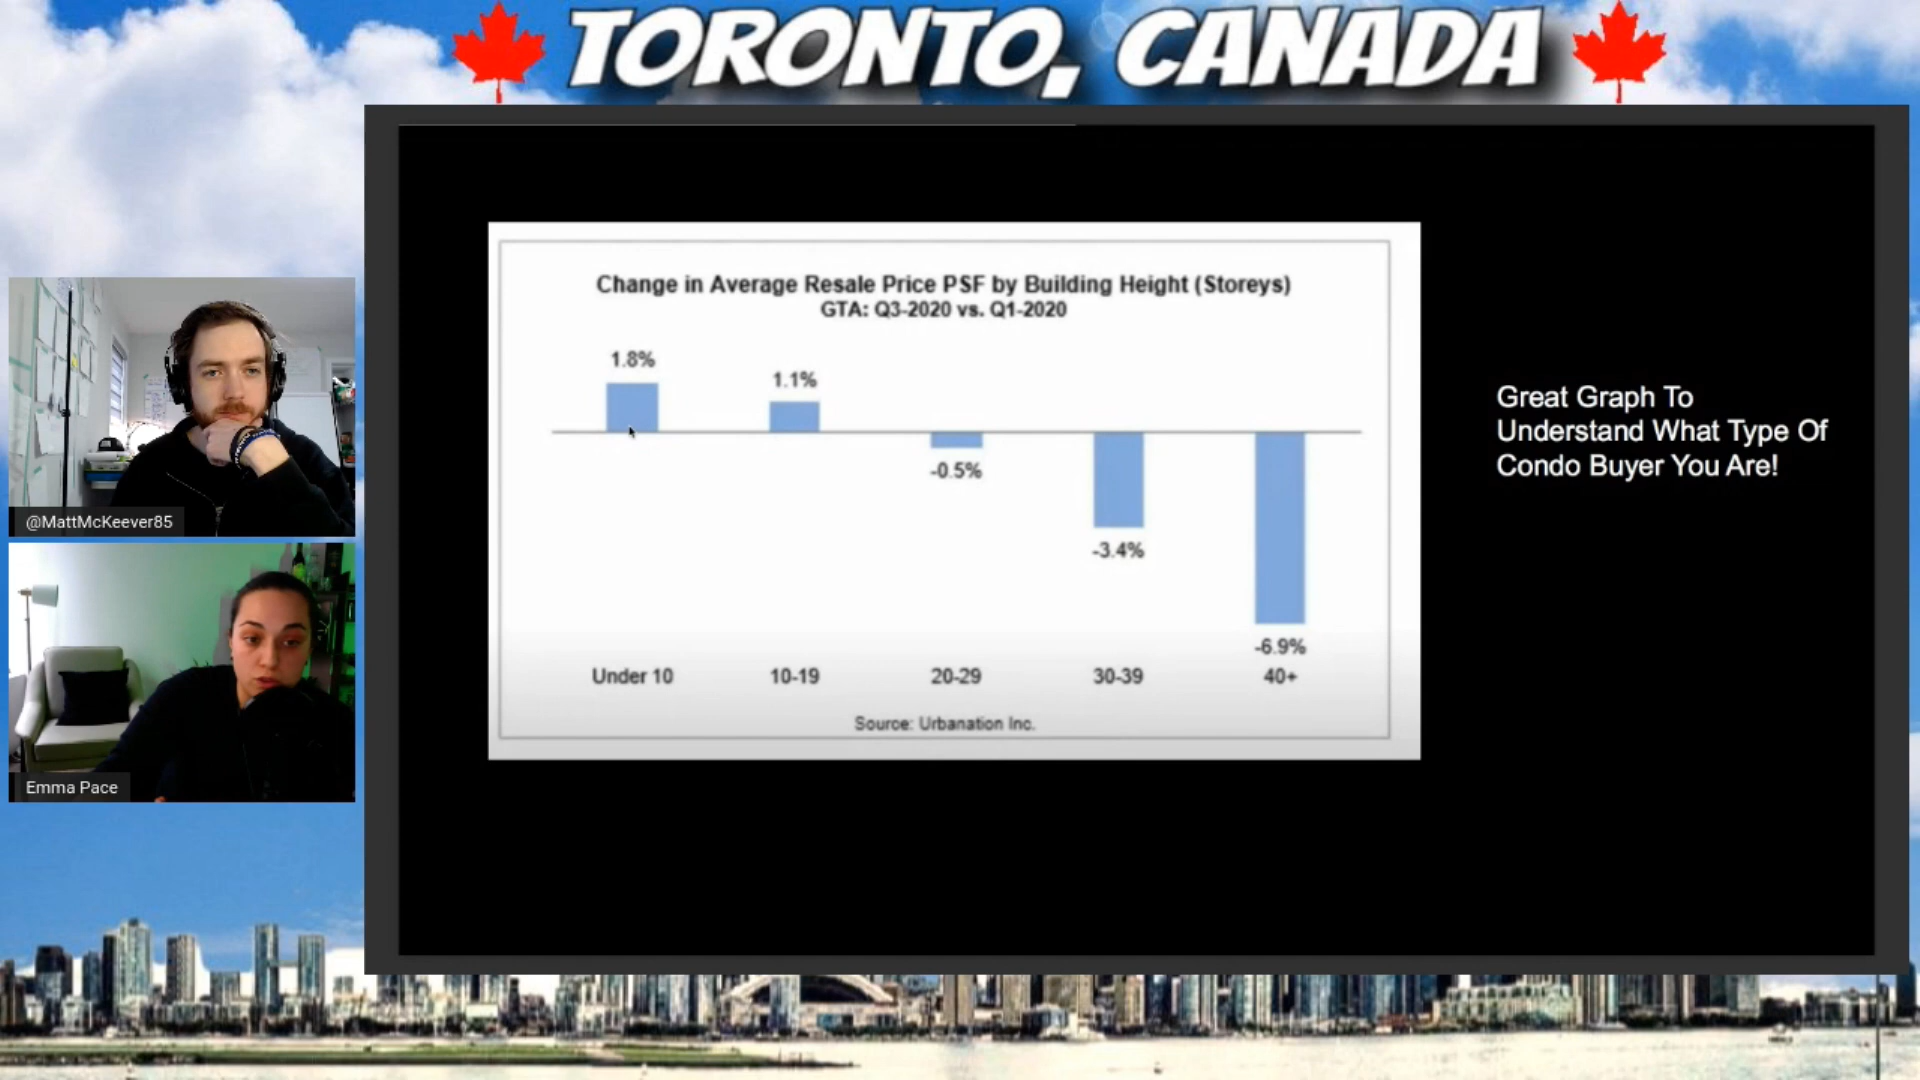 TORONTO, CANADA
Change in Average Resale Price PSF by Building Height (Storeys)
GTA: Q3-2020 vs. Q1-2020
1.8%
1.1%
-0.5%
-3.4%
-6.9%
Under 10
10-19
20-29
30-39
40+
Source: Urbanation Inc.
Great Graph To
Understand What Type Of
Condo Buyer You Are!
@MattMcKeever85
Emma Pace